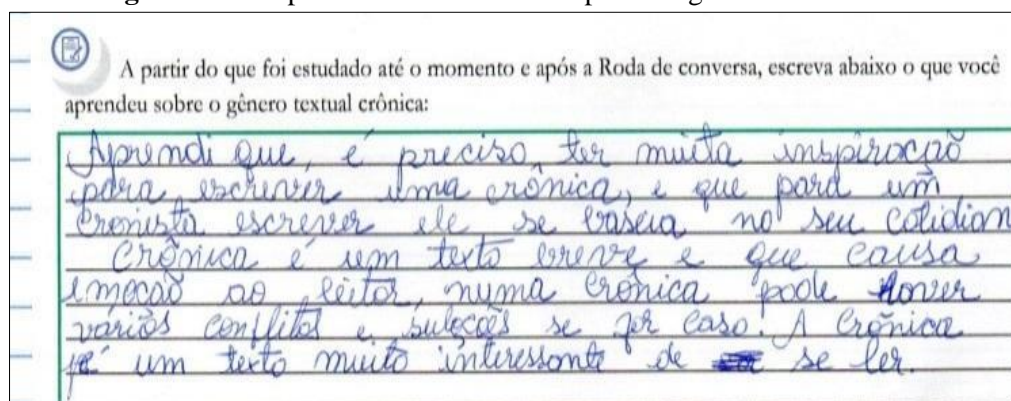 A partir do que foi estudado até o momento e após a Roda de conversa, escreva abaixo o que você
aprendeu sobre o gênero textual crônica:
Aprendi que, é preciso, ter muita inspiração
para escrever uma crônica, e que para um
cronista escrever ele se baseia no seu cotidian
Crônica é um texto breve e que causa
emoção ao leitor, numa crônica pode haver
vários conflitos e se for caso. A crônica
é um texto muito interessante de se ler.